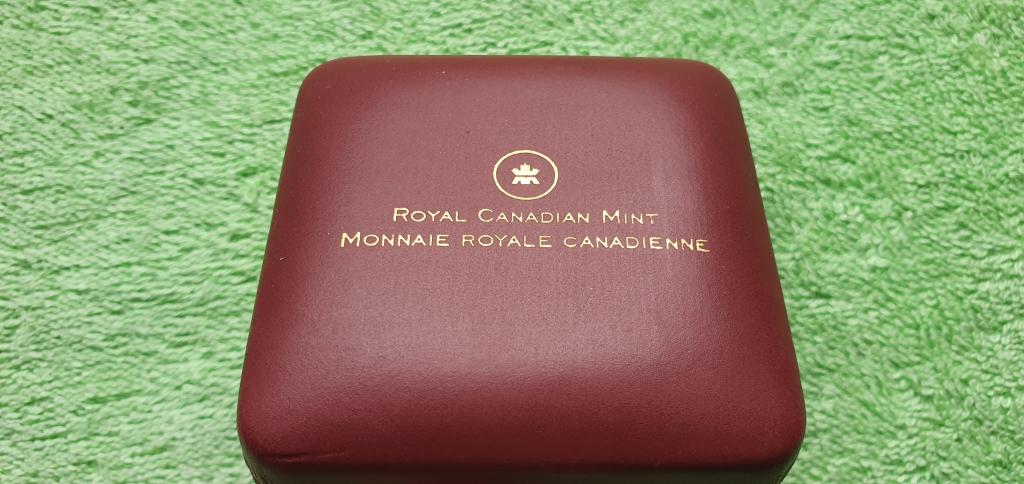 Royal Canadian Mint
Monnaie royale canadienne